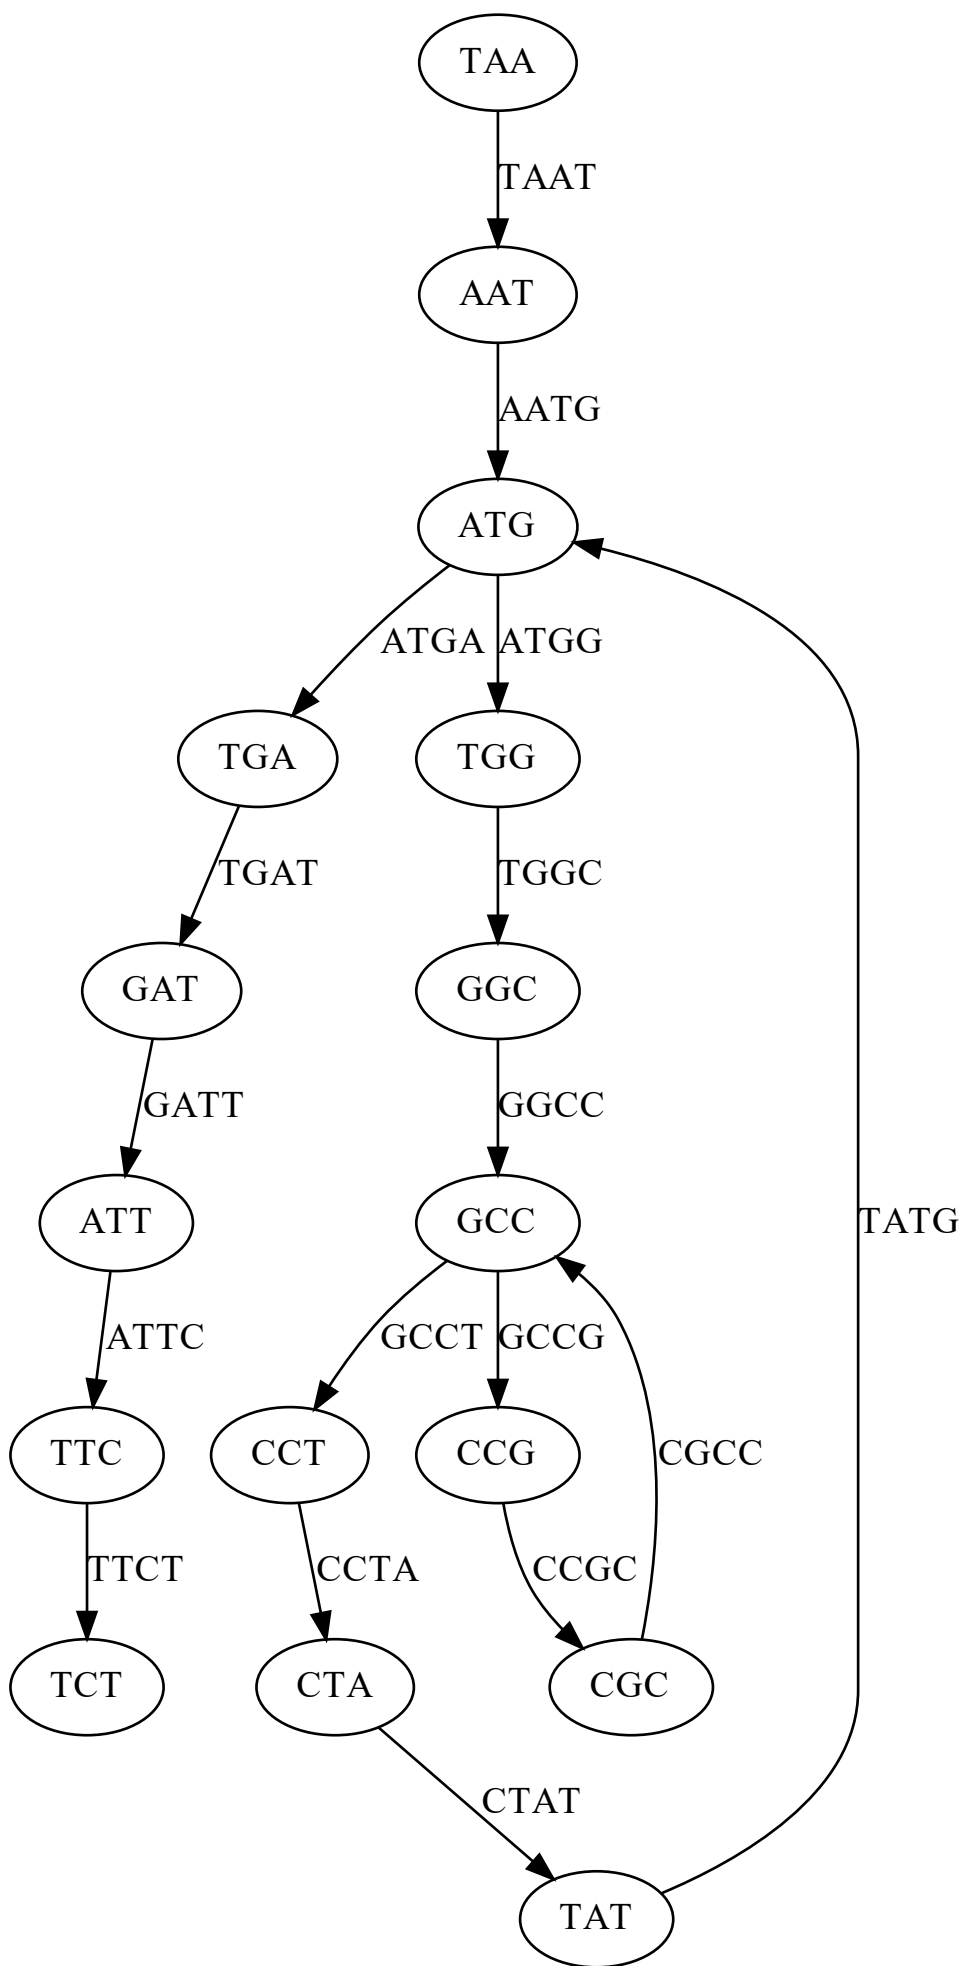 TAA
TAAT
AAT
AATG
ATG
ATGA ATGG
TGA TGG
TGAT TGGC
GAT GGC
GATT GGCC
ATT GCC TATG
ATTC GCCT GCCG
TTC CCT CCG CGCC
TTCT CCTA CCGC
TCT CTA CGC
CTAT
TAT